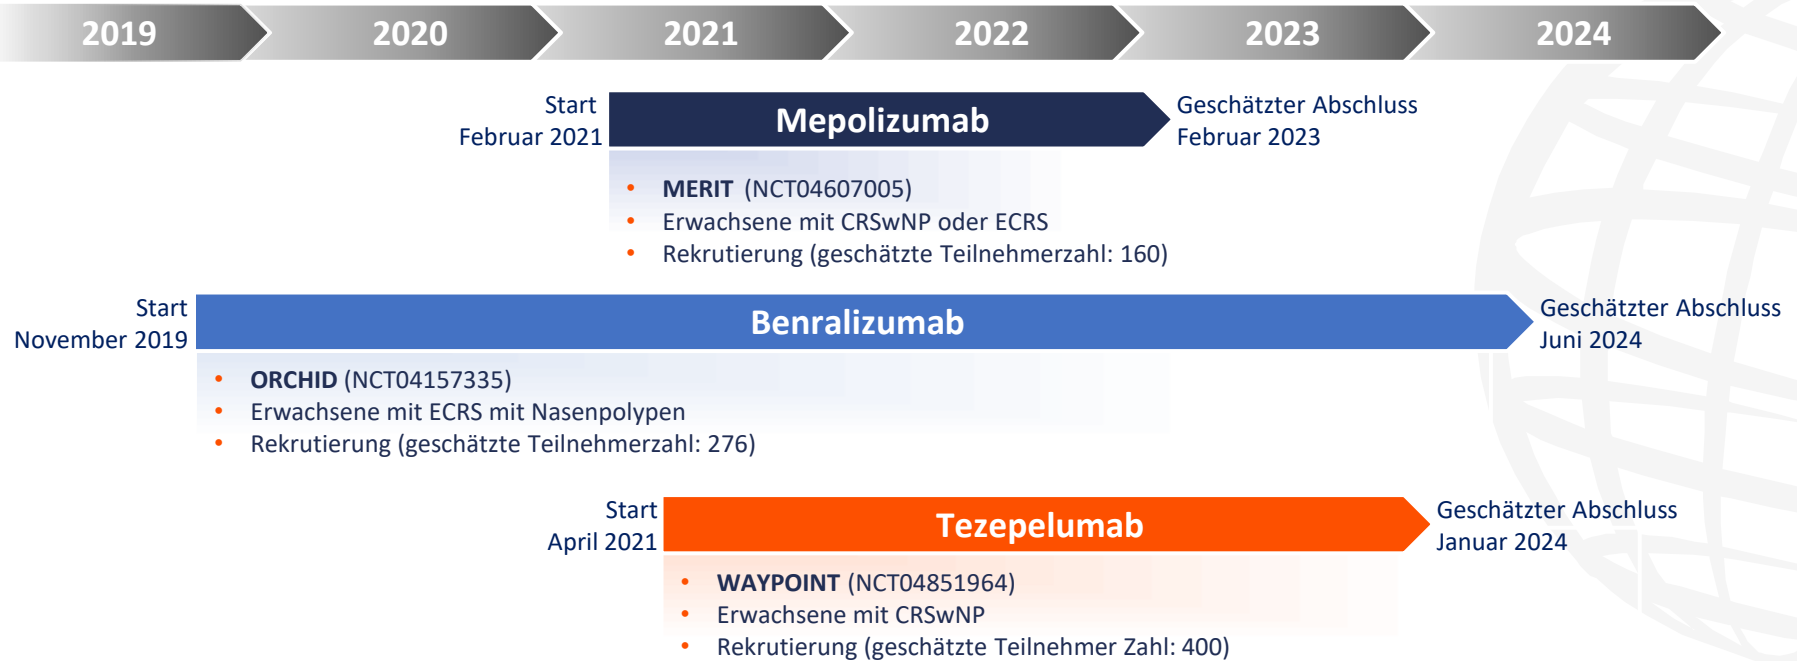 2019 2020 2021 2022 2023 2024
Start
Februar 2021
Mepolizumab
Geschätzter Abschluss
Februar 2023
• MERIT (NCT04607005)
• Erwachsene mit CRSwNP oder ECRS
• Rekrutierung (geschätzte Teilnehmerzahl: 160)
Start
November 2019
Benralizumab
Geschätzter Abschluss
Juni 2024
• ORCHID (NCT04157335)
• Erwachsene mit ECRS mit Nasenpolypen
• Rekrutierung (geschätzte Teilnehmerzahl: 276)
Start
April 2021
Tezepelumab
Geschätzter Abschluss
Januar 2024
• WAYPOINT (NCT04851964)
• Erwachsene mit CRSwNP
• Rekrutierung (geschätzte Teilnehmer Zahl: 400)